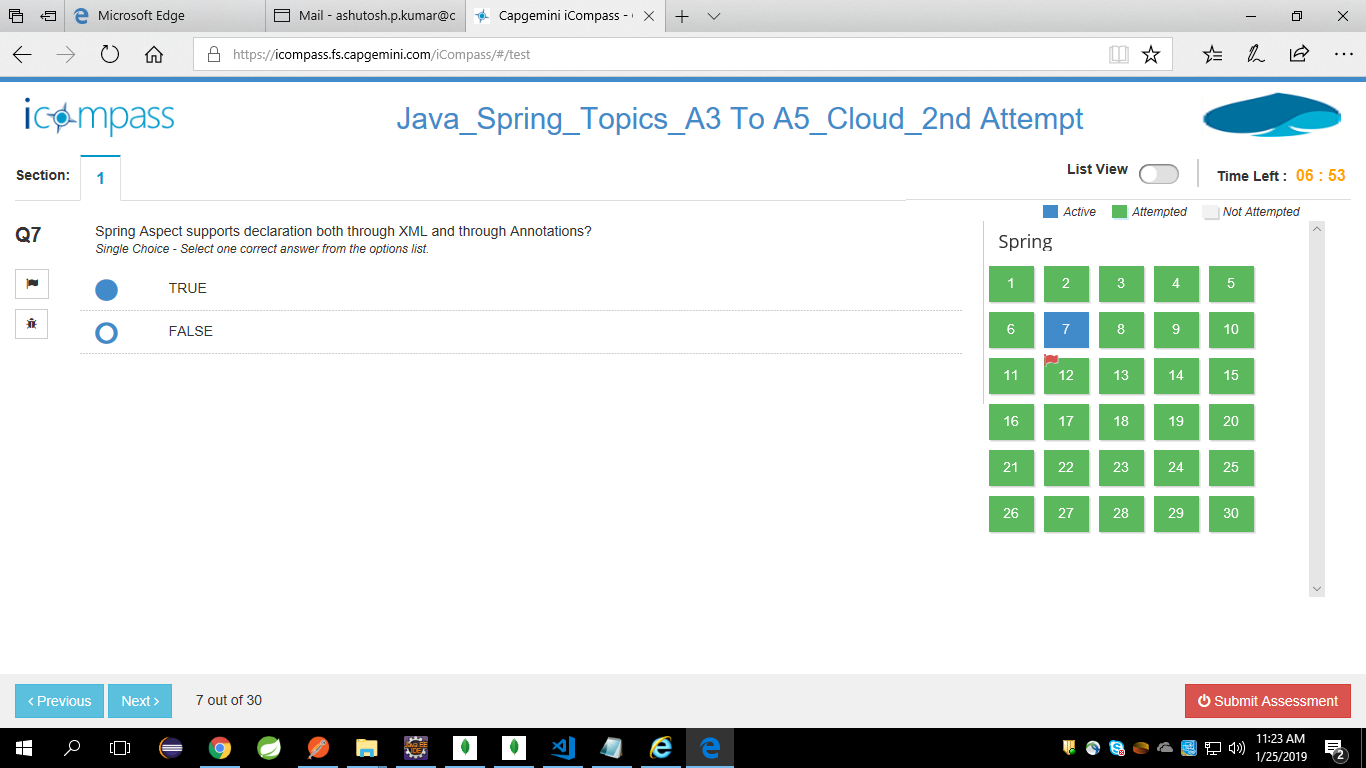 Microsoft Edge
Mail - ashutosh.p.kumar@c
Capgemini iCompass -
https://icompass.fs.capgemini.com/iCompass/#/test
icompass
Java_Spring_Topics_A3 To A5_Cloud_2nd Attempt
Section:
1
List View
Time Left : 06 : 53
Active
Attempted
Not Attempted
Q7
Spring Aspect supports declaration both through XML and through Annotations?
Single Choice - Select one correct answer from the options list.
TRUE
FALSE
Spring
1 2 3 4 5
6 7 8 9 10
11 12 13 14 15
16 17 18 19 20
21 22 23 24 25
26 27 28 29 30
‹ Previous
Next ›
7 out of 30
Submit Assessment
11:23 AM
1/25/2019
2